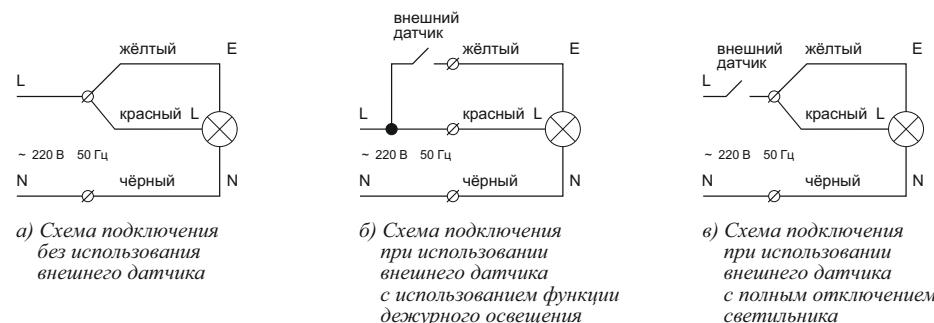 жёлтый E
L
красный L
~ 220 В 50 Гц
N чёрный N
а) Схема подключения
без использования
внешнего датчика
внешний
датчик
жёлтый E
L
красный L
~ 220 В 50 Гц
N чёрный N
б) Схема подключения
при использовании
внешнего датчика
с использованием функции
дежурного освещения
внешний
датчик
жёлтый E
L
красный L
~ 220 В 50 Гц
N чёрный N
в) Схема подключения
при использовании
внешнего датчика
с полным отключением
светильника